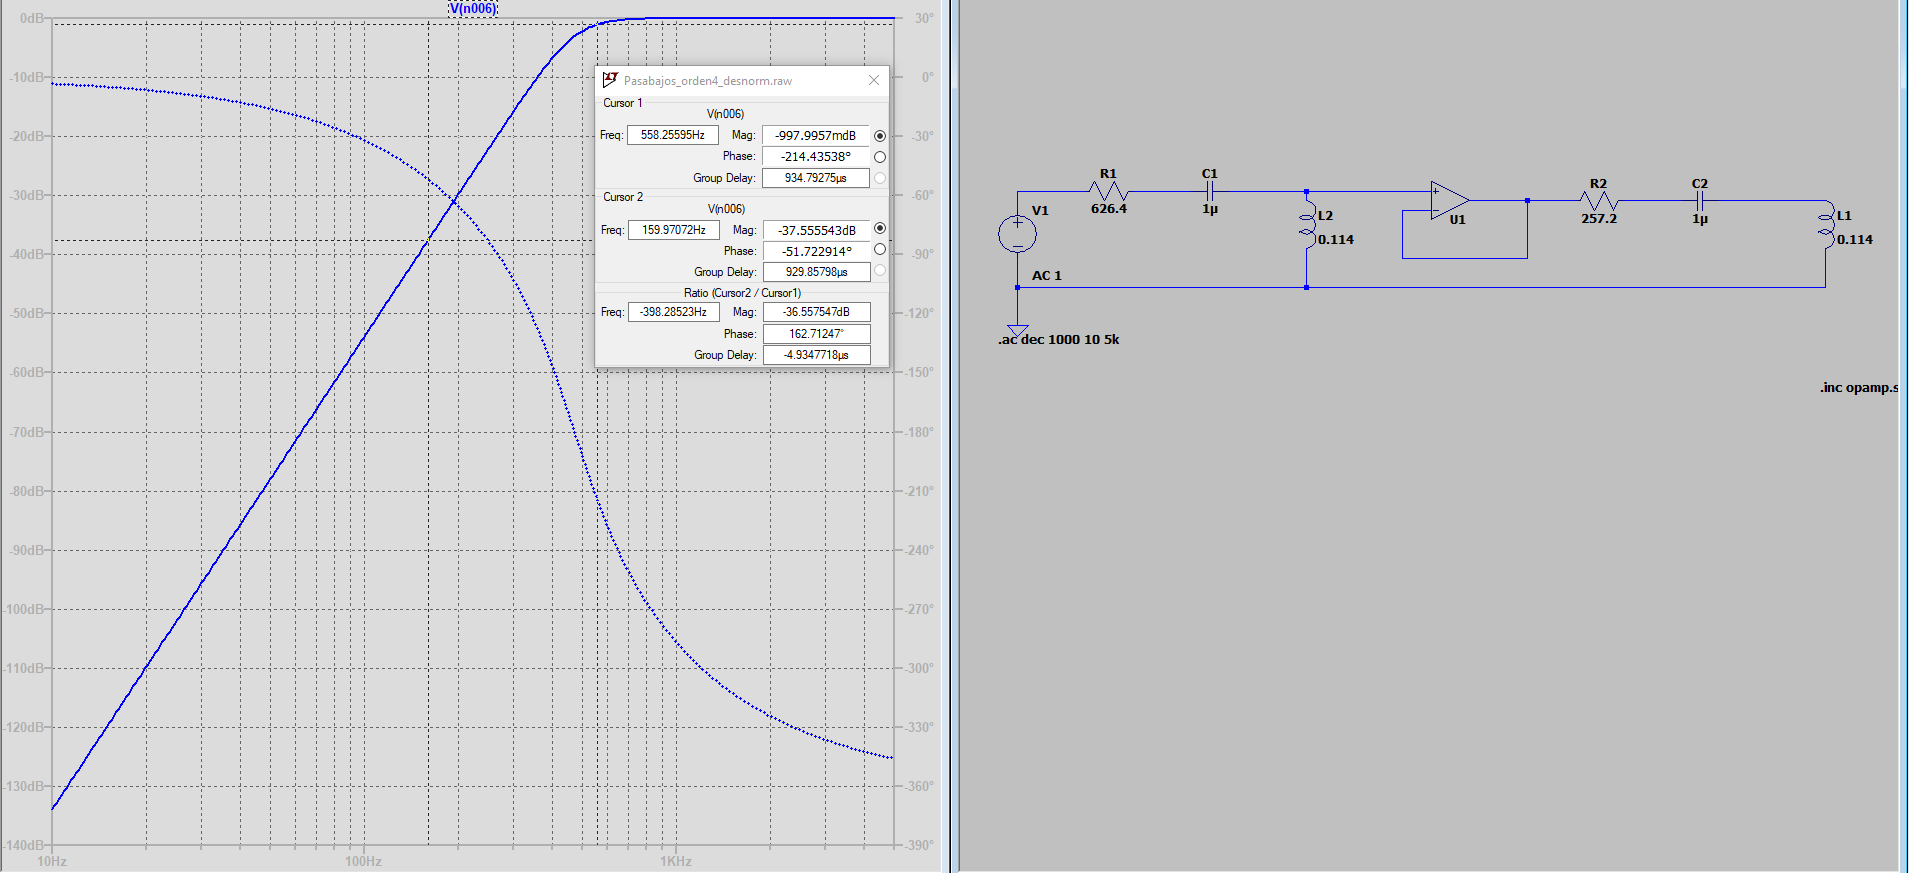 V(n006)
0dB
-10dB
-20dB
-30dB
-40dB
-50dB
-60dB
-70dB
-80dB
-90dB
-100dB
-110dB
-120dB
-130dB
-140dB
10Hz
100Hz
1KHz
30°
0°
-30°
-60°
-90°
-120°
-150°
-180°
-210°
-240°
-270°
-300°
-330°
-360°
-390°
Pasabajos_orden4_desnorm.raw
Cursor 1
V(n006)
Freq: 558.25595Hz Mag: -997.9957mdB
Phase: -214.43538°
Group Delay: 934.79275µs
Cursor 2
V(n006)
Freq: 159.97072Hz Mag: -37.555543dB
Phase: -51.722914°
Group Delay: 929.85798µs
Ratio (Cursor2 / Cursor1)
Freq: -398.28523Hz Mag: -36.557547dB
Phase: 162.71247°
Group Delay: -4.9347718µs
R1
626.4
C1
1µ
V1
AC 1
L2
0.114
U1
R2
257.2
C2
1µ
L1
0.114
.ac dec 1000 10 5k
.inc opamp.s